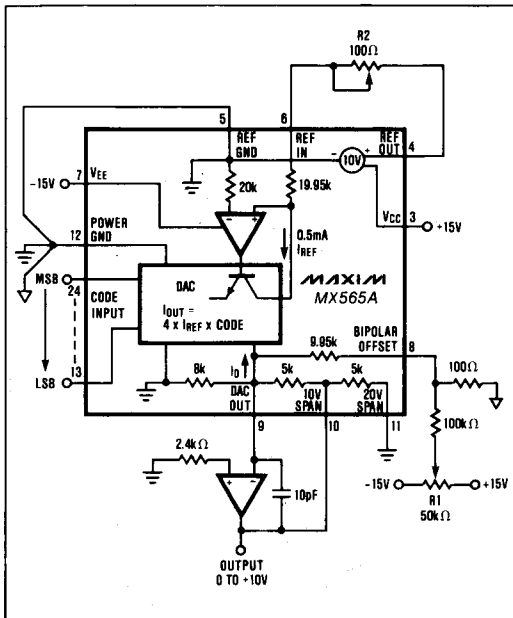 R2
100Ω
5
6
4
REF
GND
REF
IN
REF
OUT
- 10V +
7
VEE
-15V
20k
19.95k
VCC
3
+15V
POWER
GND
12
0.5mA
IREF
MSB
24
CODE
INPUT
DAC
IOUT =
4 x IREF x CODE
MAXIM
MX565A
BIPOLAR
OFFSET
9.95k
8
13
LSB
8k
IO
5k
5k
100Ω
DAC
OUT
10V
SPAN
20V
SPAN
100kΩ
9
10
11
2.4kΩ
+ -
10pF
-15V
+15V
R1
50kΩ
OUTPUT
0 TO +10V